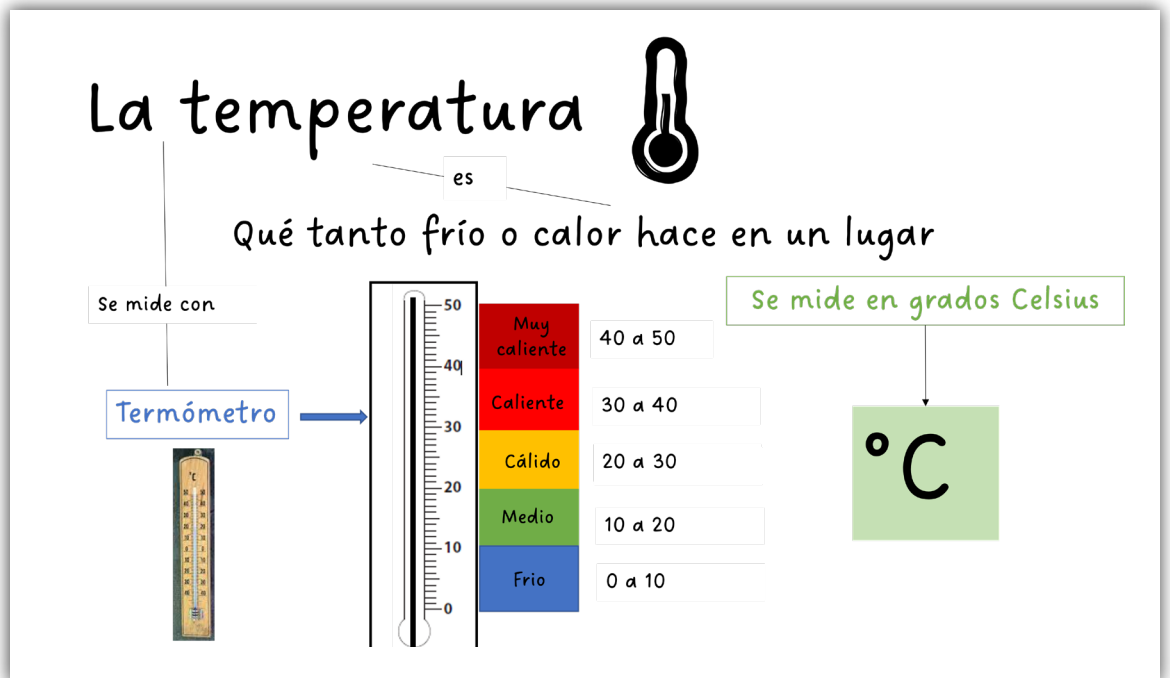 La temperatura
es
Qué tanto frío o calor hace en un lugar
Se mide con
Termómetro
50
40
30
20
10
0
Muy
caliente
Caliente
Cálido
Medio
Frio
40 a 50
30 a 40
20 a 30
10 a 20
0 a 10
Se mide en grados Celsius
°C
°C